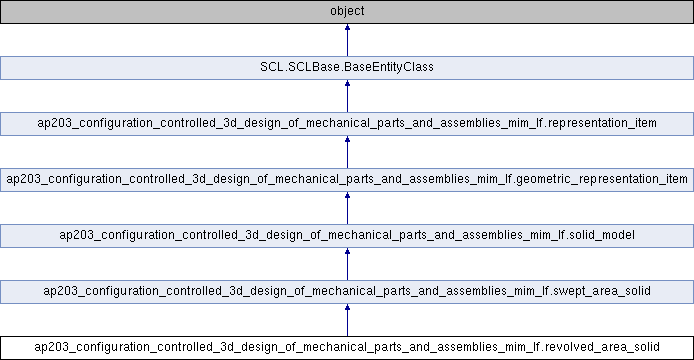 object
SCL.SCLBase.BaseEntityClass
ap203_configuration_controlled_3d_design_of_mechanical_parts_and_assemblies_mim_lf.representation_item
ap203_configuration_controlled_3d_design_of_mechanical_parts_and_assemblies_mim_lf.geometric_representation_item
ap203_configuration_controlled_3d_design_of_mechanical_parts_and_assemblies_mim_lf.solid_model
ap203_configuration_controlled_3d_design_of_mechanical_parts_and_assemblies_mim_lf.swept_area_solid
ap203_configuration_controlled_3d_design_of_mechanical_parts_and_assemblies_mim_lf.revolved_area_solid